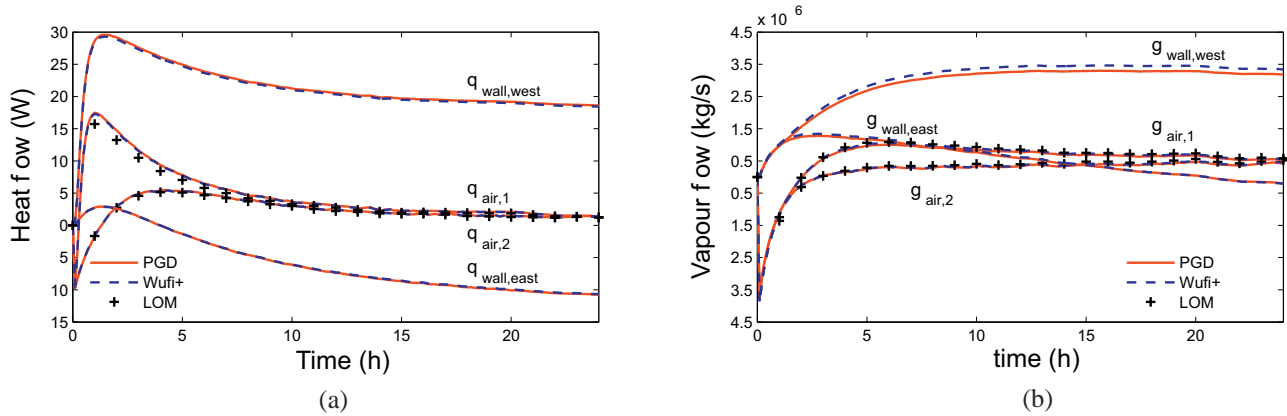 30
25
20
15
10
5
0
5
10
15
0
5
10
15
20
Heat f ow (W)
Time (h)
q wall,west
q air,1
q air,2
q wall,east
PGD
Wufi+
LOM
(a)
4.5 x 10 6
3.5
2.5
1.5
0.5
0.5
1.5
2.5
3.5
4.5
0
5
10
15
20
Vapour f ow (kg/s)
time (h)
g wall,west
g wall,east
g air,1
g air,2
PGD
Wufi+
LOM
(b)